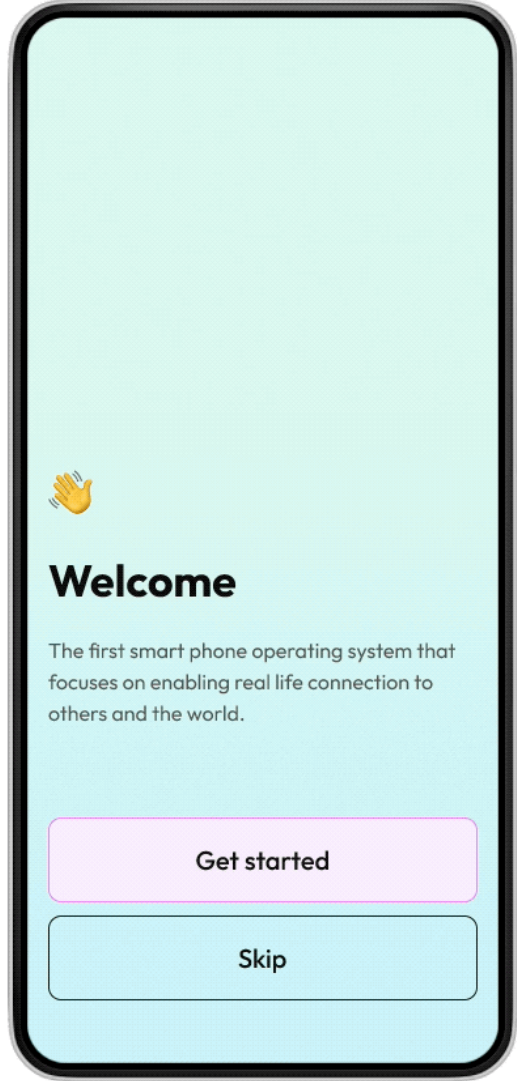 Welcome
The first smart phone operating system that
focuses on enabling real life connection to
others and the world.
Get started
Skip